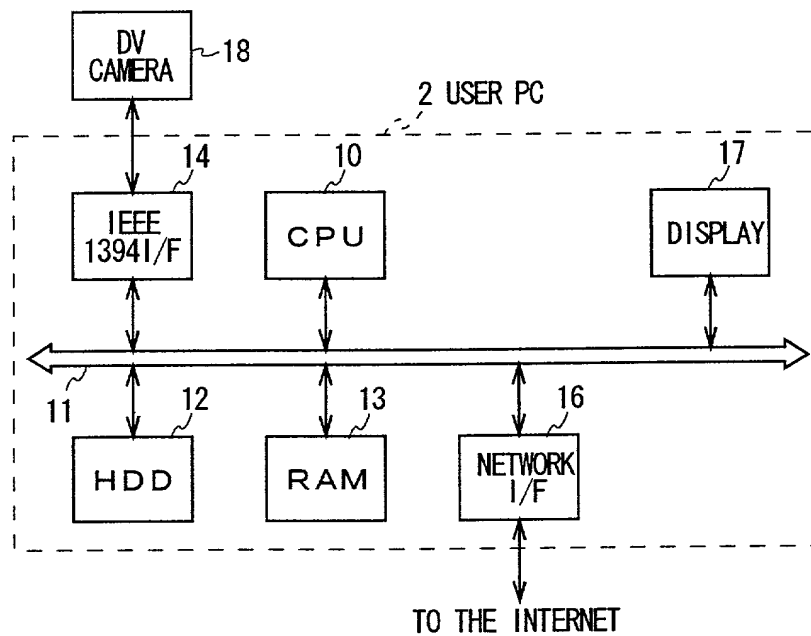 DV
CAMERA
18
2 USER PC
14
10
17
IEEE
1394I/F
CPU
DISPLAY
11
12
13
16
HDD
RAM
NETWORK
I/F
TO THE INTERNET